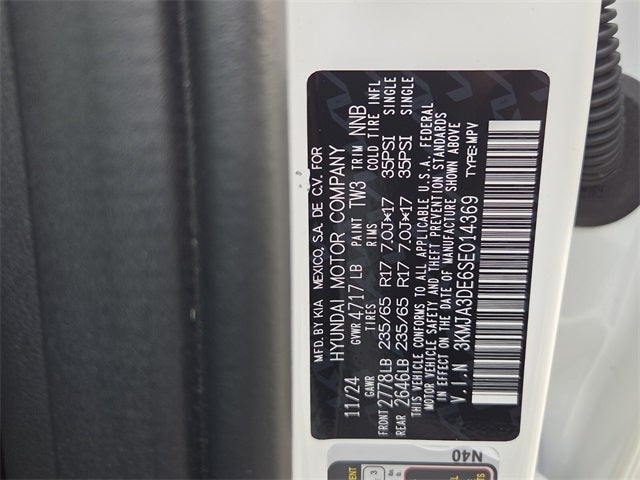 MFD. BY KIA MEXICO, S.A. DE C.V. FOR
HYUNDAI MOTOR COMPANY
11/24 GVWR 4717 LB PAINT TW3 TRIM NNB
GAWR TIRES RIMS COLD TIRE INFL
FRONT 2778LB 235/65 R17 7.0J*17 35PSI SINGLE
REAR 2646LB 235/65 R17 7.0J*17 35PSI SINGLE
THIS VEHICLE CONFORMS TO ALL APPLICABLE U.S.A. FEDERAL
MOTOR VEHICLE SAFETY AND THEFT PREVENTION STANDARDS
IN EFFECT ON THE DATE OF MANUFACTURE SHOWN ABOVE
V I N 3KMJA3DE6SE014369 TYPE:MPV
N40
3